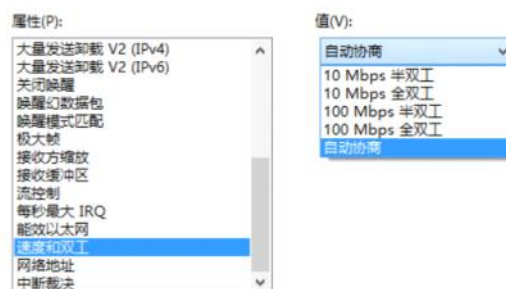 属性(P):
大量发送卸载 V2 (IPv4)
大量发送卸载 V2 (IPv6)
关闭唤醒
唤醒幻数据包
唤醒模式匹配
极大帧
接收方缩放
接收缓冲区
流控制
每秒最大 IRQ
能效以太网
速度和双工
网络地址
中断裁决
值(V):
自动协商
10 Mbps 半双工
10 Mbps 全双工
100 Mbps 半双工
100 Mbps 全双工
自动协商